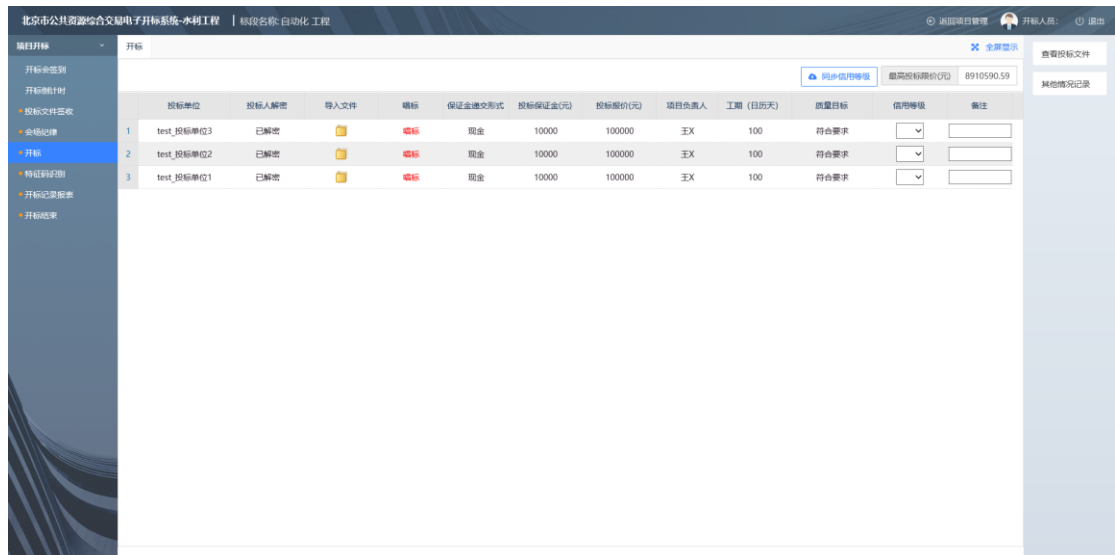 北京市公共资源综合交易电子开标系统-水利工程 标段名称: 自动化 工程 返回项目管理 开标人员: 退出
项目开标 开标 全屏显示 查看投标文件
开标会签到 同步信用等级 最高投标限价(元) 8910590.59 其他情况记录
开标倒计时
投标文件签收
会场纪律
开标
特征码识别
开标记录报表
开标结束
投标单位 投标人解密 导入文件 唱标 保证金递交形式 投标保证金(元) 投标报价(元) 项目负责人 工期（日历天） 质量目标 信用等级 备注
1 test_投标单位3 已解密 唱标 现金 10000 100000 王X 100 符合要求
2 test_投标单位2 已解密 唱标 现金 10000 100000 王X 100 符合要求
3 test_投标单位1 已解密 唱标 现金 10000 100000 王X 100 符合要求